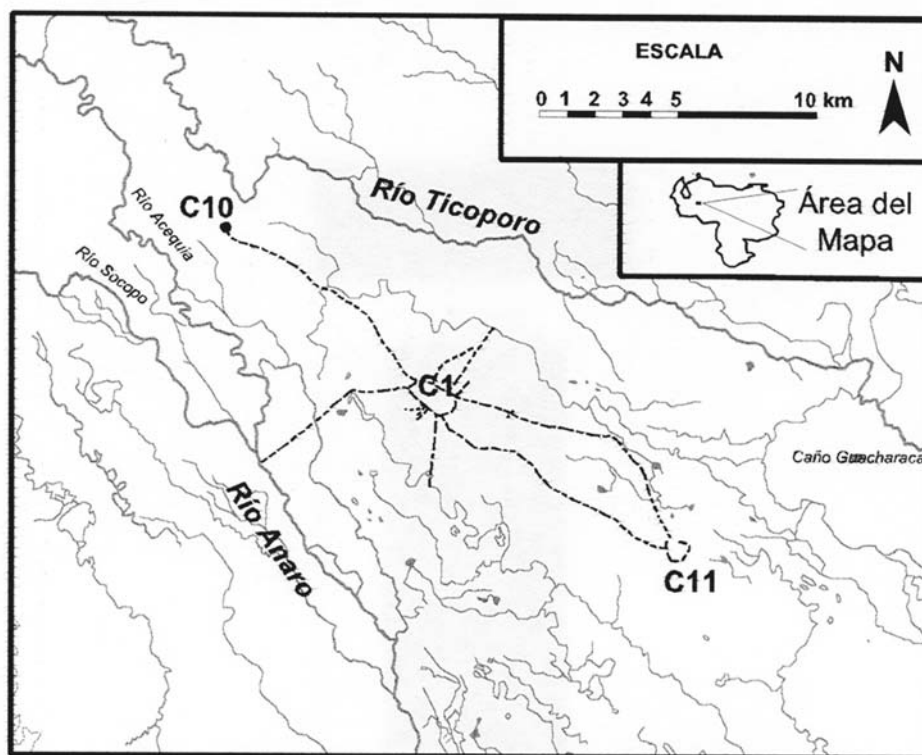 ESCALA
N
0 1 2 3 4 5 10 km
Área del
Mapa
Río Ticoporo
C10
Río Acequia
Río Socopo
C1
Caño Guacharaca
Río Anaro
C11